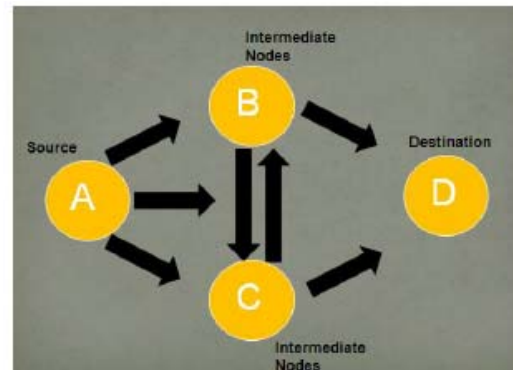 Intermediate
Nodes
B
Source
A
Destination
D
C
Intermediate
Nodes